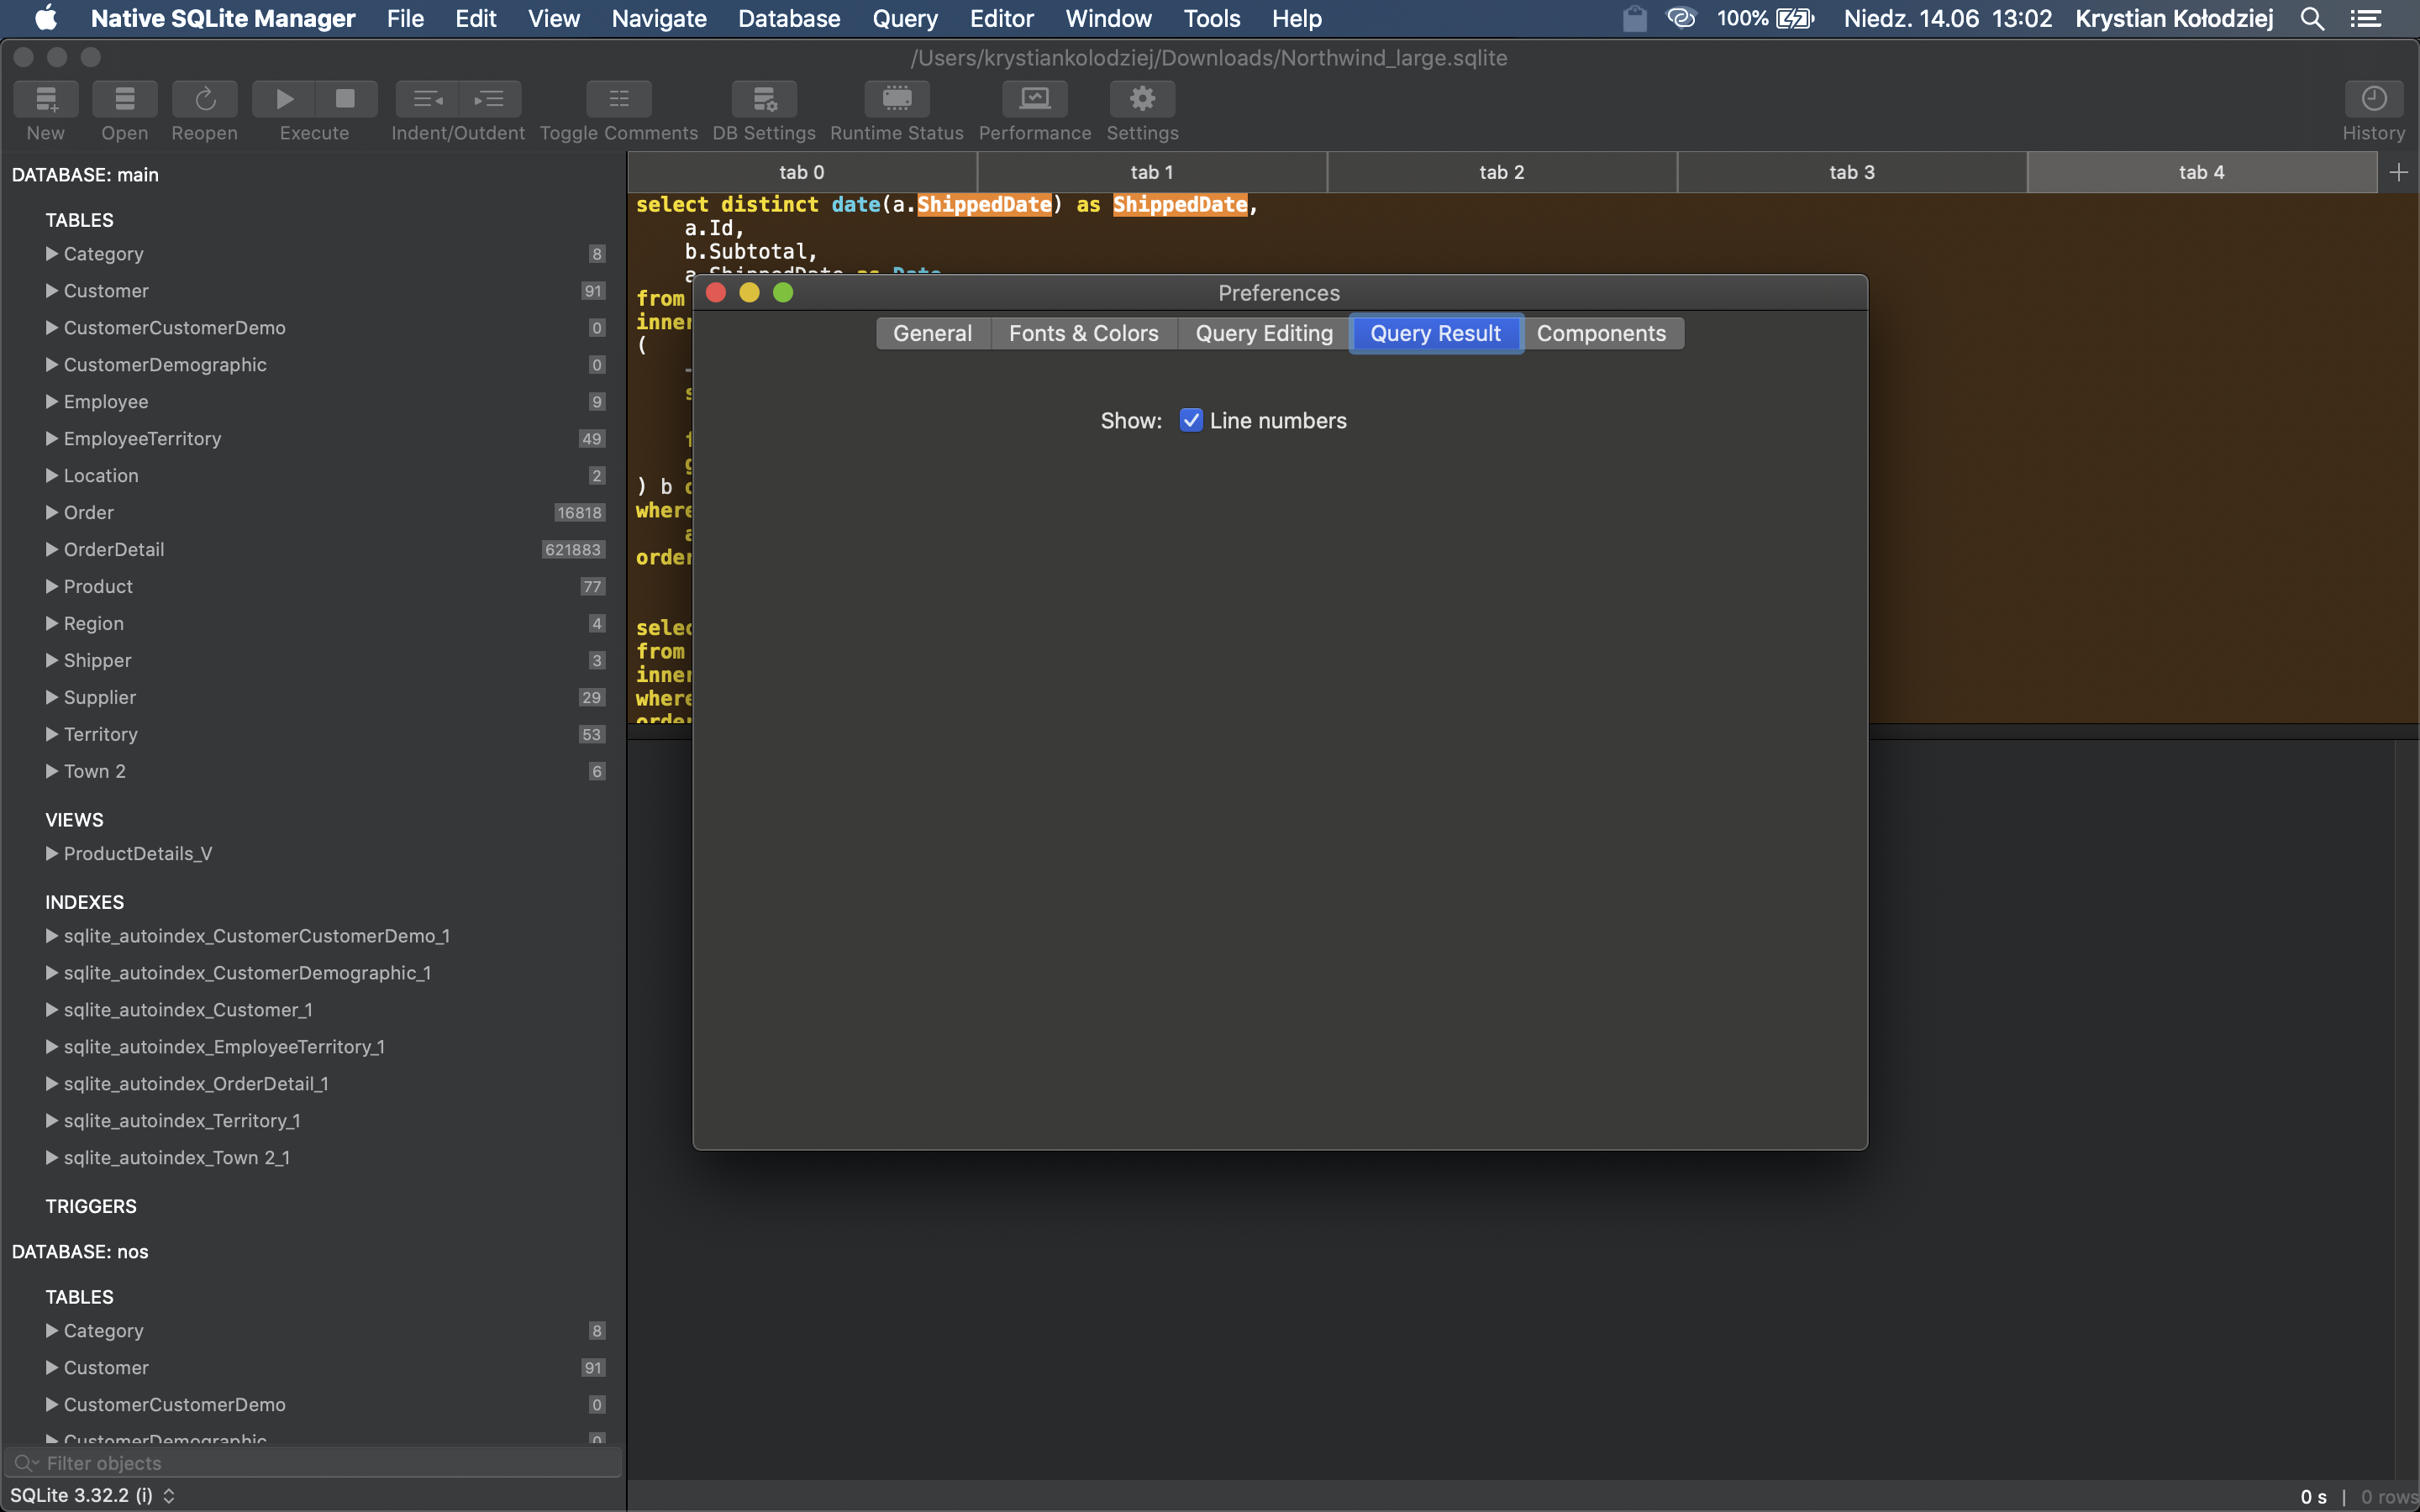 Native SQLite Manager File Edit View Navigate Database Query Editor Window Tools Help 100% Niedz. 14.06 13:02 Krystian Kołodziej
/Users/krystiankolodziej/Downloads/Northwind_large.sqlite
New Open Reopen Execute Indent/Outdent Toggle Comments DB Settings Runtime Status Performance Settings History
DATABASE: main
TABLES
Category 8
Customer 91
CustomerCustomerDemo 0
CustomerDemographic 0
Employee 9
EmployeeTerritory 49
Location 2
Order 16818
OrderDetail 621883
Product 77
Region 4
Shipper 3
Supplier 29
Territory 53
Town 2 6
VIEWS
ProductDetails_V
INDEXES
sqlite_autoindex_CustomerCustomerDemo_1
sqlite_autoindex_CustomerDemographic_1
sqlite_autoindex_Customer_1
sqlite_autoindex_EmployeeTerritory_1
sqlite_autoindex_OrderDetail_1
sqlite_autoindex_Territory_1
sqlite_autoindex_Town 2_1
TRIGGERS
DATABASE: nos
TABLES
Category 8
Customer 91
CustomerCustomerDemo 0
CustomerDemographic 0
Filter objects
SQLite 3.32.2 (i)
tab 0 tab 1 tab 2 tab 3 tab 4
select distinct date(a.ShippedDate) as ShippedDate,
a.Id,
b.Subtotal,
a.ShippedDate as Date
from
inner
(
) b
where
order
select
from
inner
where
order
Preferences
General Fonts & Colors Query Editing Query Result Components
Show: Line numbers
0 s | 0 rows